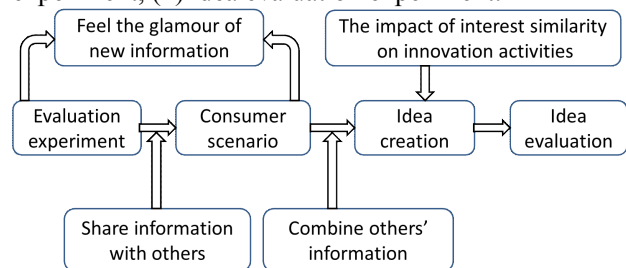 Feel the glamour of
new information
The impact of interest similarity
on innovation activities
Evaluation
experiment
Consumer
scenario
Idea
creation
Idea
evaluation
Share information
with others
Combine others'
information